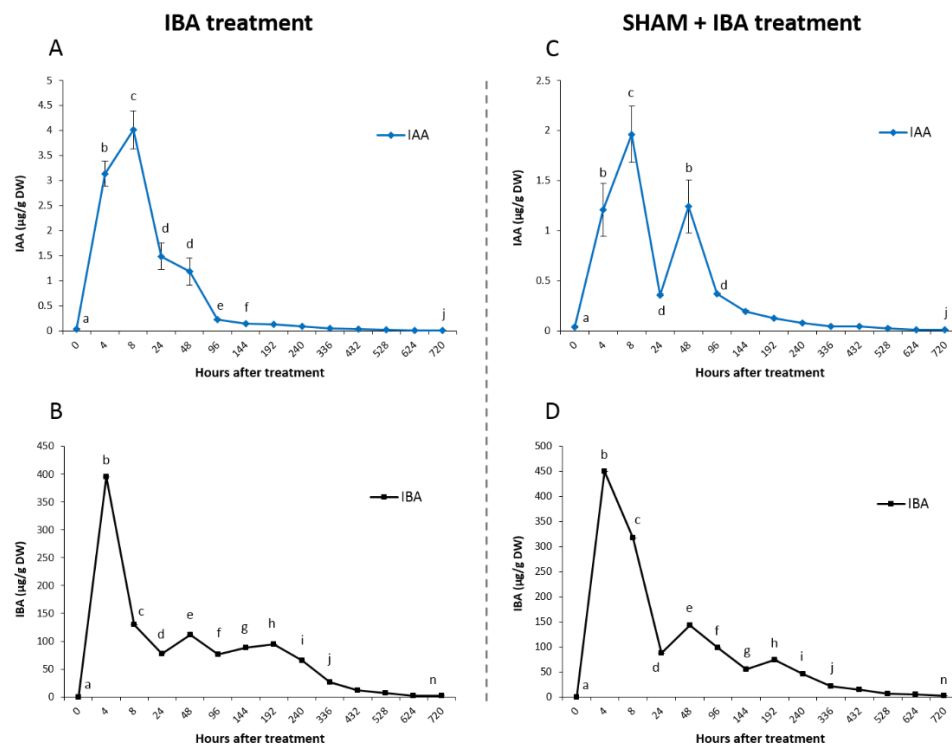 IBA treatment
SHAM + IBA treatment
A
5
4.5
4
3.5
3
2.5
2
1.5
1
0.5
0
IAA (µg/g DW)
a
b
c
d
d
e
f
j
IAA
0 4 8 24 48 96 144 192 240 336 432 528 624 720
Hours after treatment
C
2.5
2
1.5
1
0.5
0
IAA (µg/g DW)
a
b
c
d
b
d
j
IAA
0 4 8 24 48 96 144 192 240 336 432 528 624 720
Hours after treatment
B
450
400
350
300
250
200
150
100
50
0
IBA (µg/g DW)
a
b
c
d
e
f
g
h
i
j
n
IBA
0 4 8 24 48 96 144 192 240 336 432 528 624 720
Hours after treatment
D
500
450
400
350
300
250
200
150
100
50
0
IBA (µg/g DW)
a
b
c
d
e
f
g
h
i
j
n
IBA
0 4 8 24 48 96 144 192 240 336 432 528 624 720
Hours after treatment